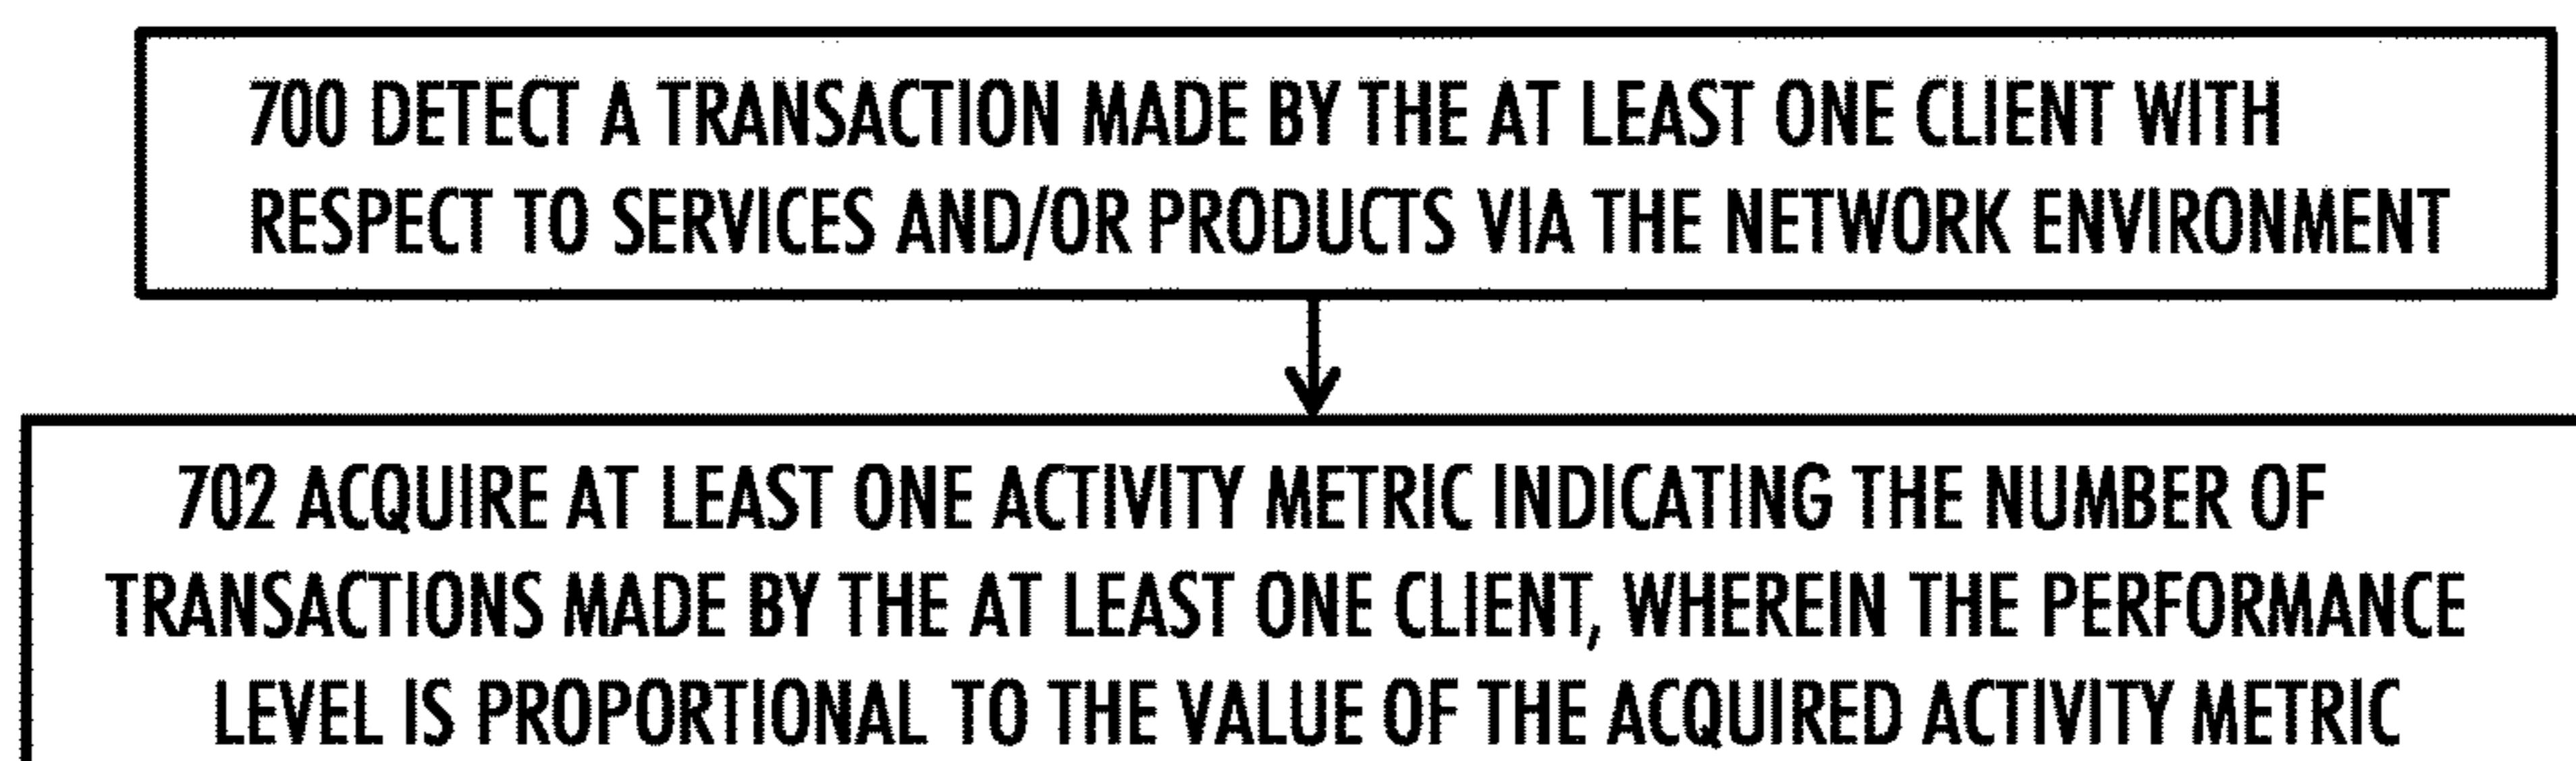 700 DETECT A TRANSACTION MADE BY THE AT LEAST ONE CLIENT WITH
RESPECT TO SERVICES AND/OR PRODUCTS VIA THE NETWORK ENVIRONMENT
702 ACQUIRE AT LEAST ONE ACTIVITY METRIC INDICATING THE NUMBER OF
TRANSACTIONS MADE BY THE AT LEAST ONE CLIENT, WHEREIN THE PERFORMANCE
LEVEL IS PROPORTIONAL TO THE VALUE OF THE ACQUIRED ACTIVITY METRIC